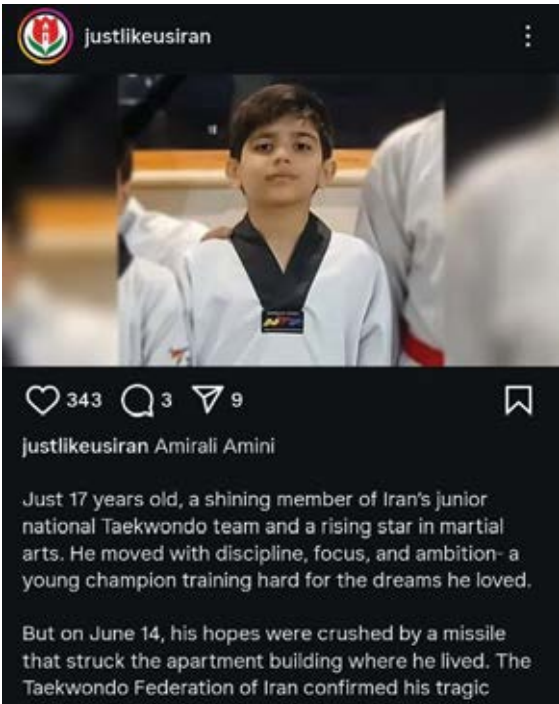 justlikeusiran
343 3 9
justlikeusiran Amirali Amini
Just 17 years old, a shining member of Iran's junior
national Taekwondo team and a rising star in martial
arts. He moved with discipline, focus, and ambition- a
young champion training hard for the dreams he loved.
But on June 14, his hopes were crushed by a missile
that struck the apartment building where he lived. The
Taekwondo Federation of Iran confirmed his tragic